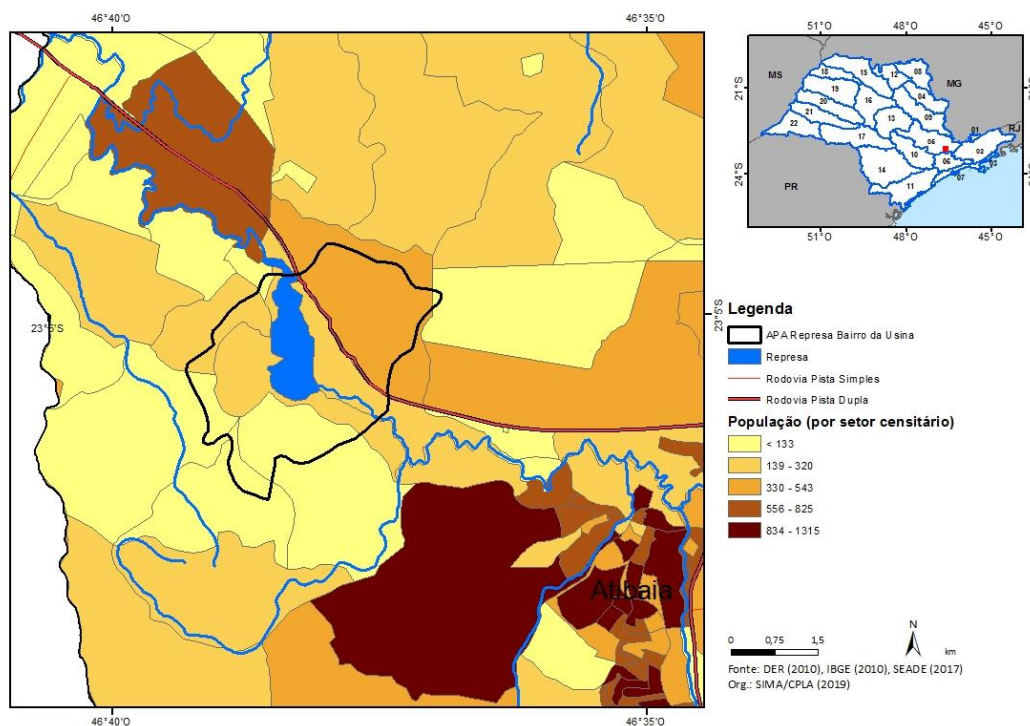 46°40'O
46°35'O
23°5'S
23°5'S
Atibaia
46°40'O
46°35'O
51°O
48°O
45°O
21°S
24°S
MS
MG
RJ
PR
18
15
12
08
19
04
20
16
21
13
09
22
17
06
01
10
02
06
03
14
07
11
51°O
48°O
45°O
Legenda
APA Represa Bairro da Usina
Represa
Rodovia Pista Simples
Rodovia Pista Dupla
População (por setor censitário)
< 133
139 - 320
330 - 543
556 - 825
834 - 1315
N
0 0,75 1,5
km
Fonte: DER (2010), IBGE (2010), SEADE (2017)
Org.: SIMA/CPLA (2019)